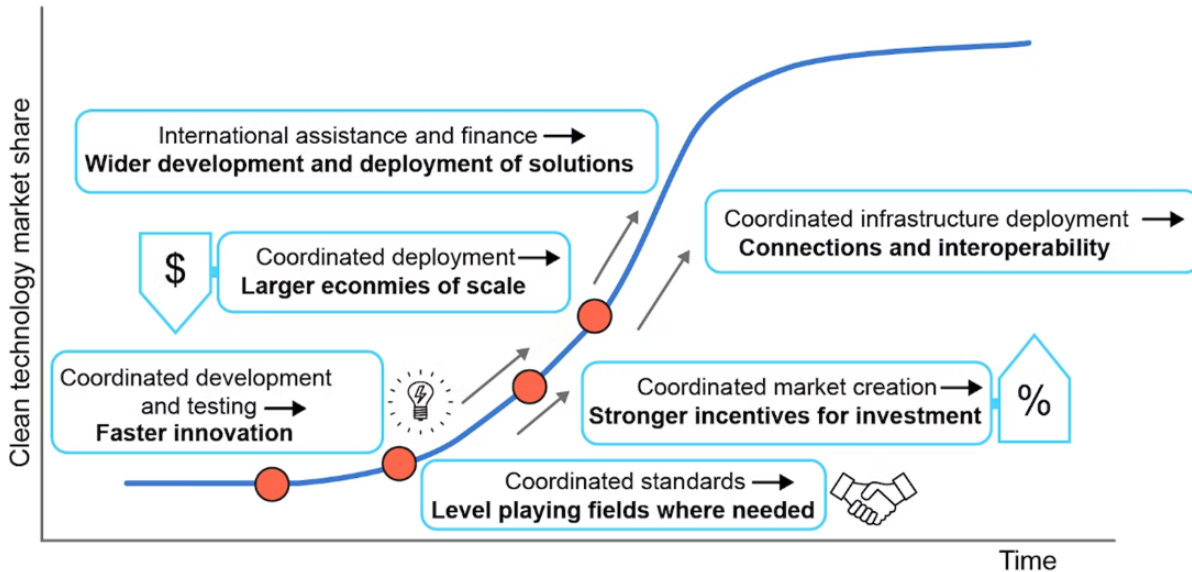 Clean technology market share
International assistance and finance →
Wider development and deployment of solutions
Coordinated infrastructure deployment →
Connections and interoperability
$
Coordinated deployment →
Larger econmies of scale
Coordinated development
and testing →
Faster innovation
Coordinated market creation →
Stronger incentives for investment
%
Coordinated standards →
Level playing fields where needed
Time